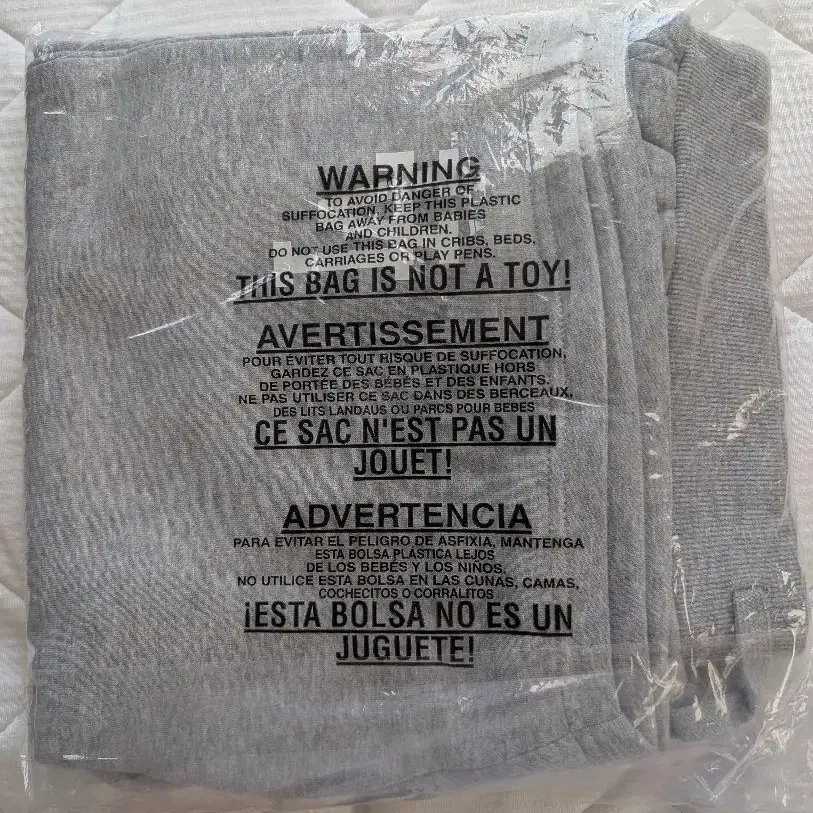 WARNING
TO AVOID DANGER OF
SUFFOCATION, KEEP THIS PLASTIC
BAG AWAY FROM BABIES
AND CHILDREN.
DO NOT USE THIS BAG IN CRIBS, BEDS,
CARRIAGES OR PLAY PENS.
THIS BAG IS NOT A TOY!
AVERTISSEMENT
POUR ÉVITER TOUT RISQUE DE SUFFOCATION,
GARDEZ CE SAC EN PLASTIQUE HORS
DE PORTÉE DES BÉBÉS ET DES ENFANTS.
NE PAS UTILISER CE SAC DANS DES BERCEAUX,
DES LITS LANDAUS OU PARCS POUR BEBES
CE SAC N'EST PAS UN
JOUET!
ADVERTENCIA
PARA EVITAR EL PELIGRO DE ASFIXIA, MANTENGA
ESTA BOLSA PLÁSTICA LEJOS
DE LOS BEBÉS Y LOS NIÑOS.
NO UTILICE ESTA BOLSA EN LAS CUNAS, CAMAS,
COCHECITOS O CORRALITOS
¡ESTA BOLSA NO ES UN
JUGUETE!